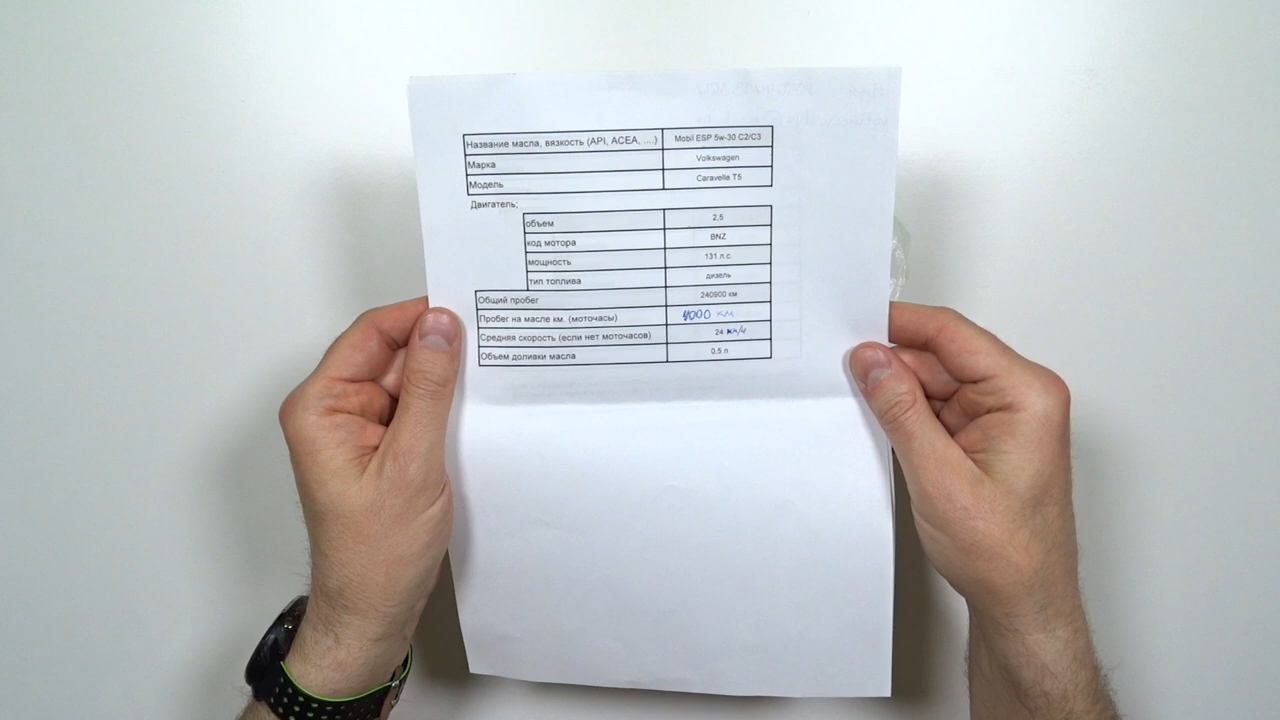 Название масла, вязкость (API, ACEA, ....) Mobil ESP 5w-30 C2/C3
Марка Volkswagen
Модель Caravelle T5
Двигатель:
объем 2,5
код мотора BNZ
мощность 131 л.с.
тип топлива дизель
Общий пробег 240900 км
Пробег на масле км. (моточасы) 4000 км
Средняя скорость (если нет моточасов) 24 км/ч
Объем доливки масла 0,5 л